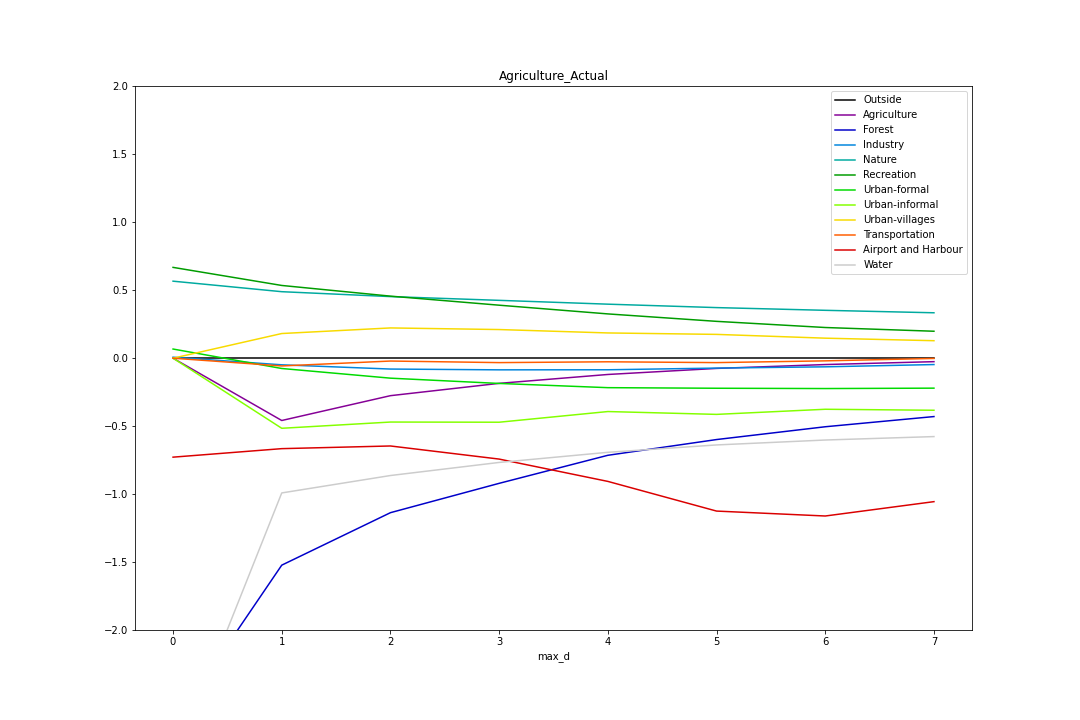 Agriculture_Actual
2.0
1.5
1.0
0.5
0.0
−0.5
−1.0
−1.5
−2.0
Outside
Agriculture
Forest
Industry
Nature
Recreation
Urban-formal
Urban-informal
Urban-villages
Transportation
Airport and Harbour
Water
0 1 2 3 4 5 6 7
max_d